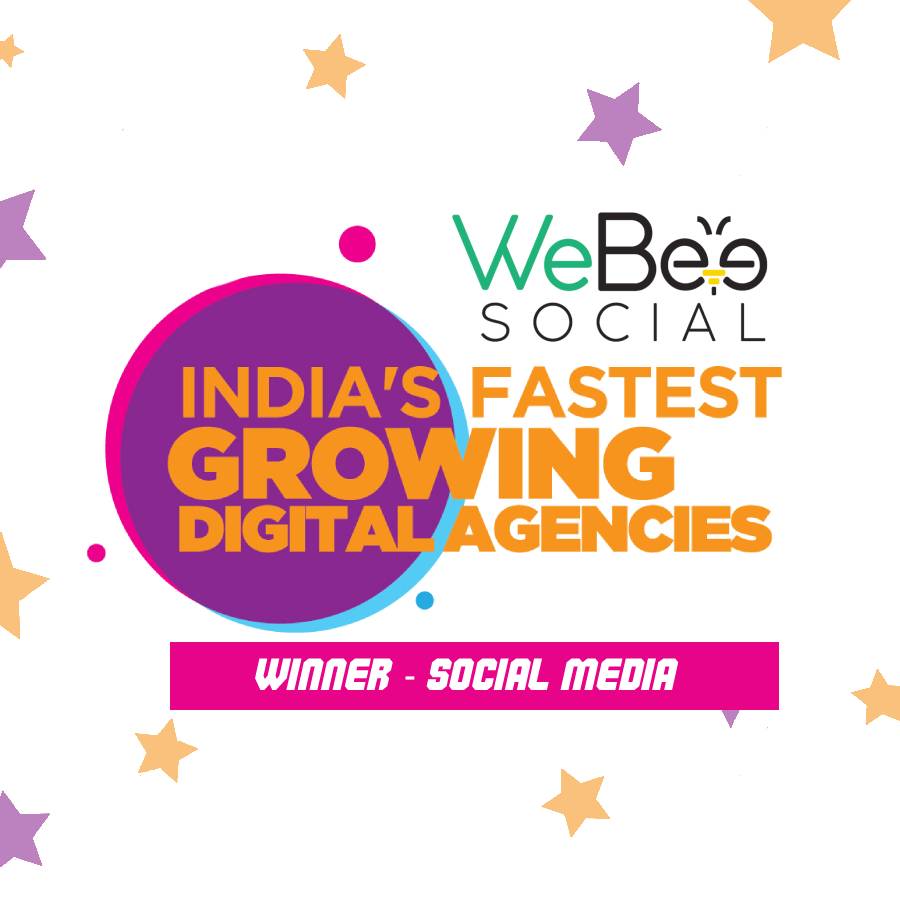 WeBee
SOCIAL
INDIA'S FASTEST
GROWING
DIGITAL AGENCIES
WINNER - SOCIAL MEDIA